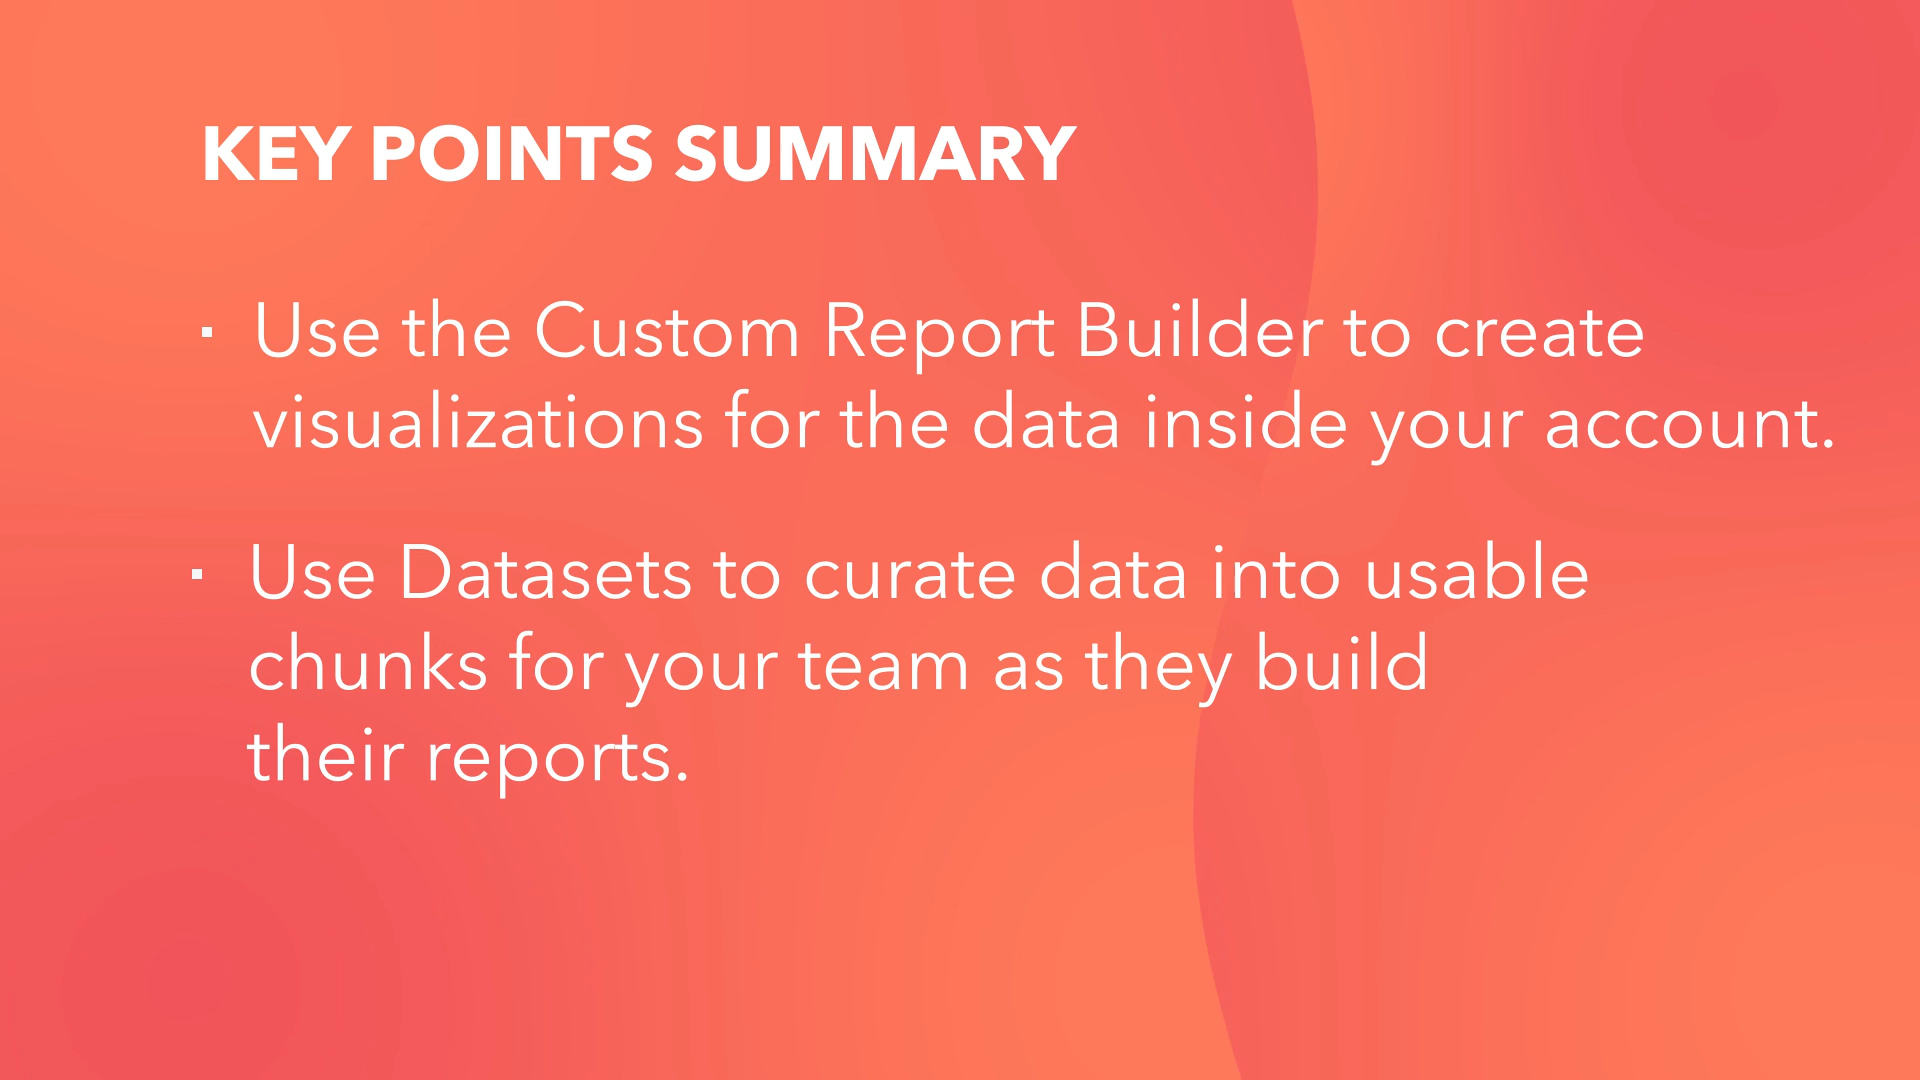 KEY POINTS SUMMARY
▪ Use the Custom Report Builder to create
visualizations for the data inside your account.
▪ Use Datasets to curate data into usable
chunks for your team as they build
their reports.